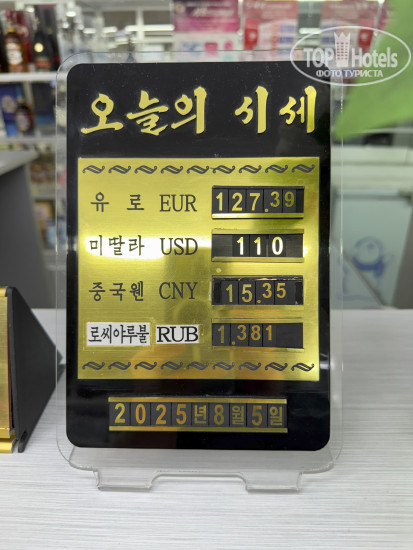 TOP Hotels
ФОТО ТУРИСТА
오늘의 시세
유로 EUR 127.39
미딸라 USD 110
중국원 CNY 15.35
로씨야루블 RUB 1.381
2025년8월5일